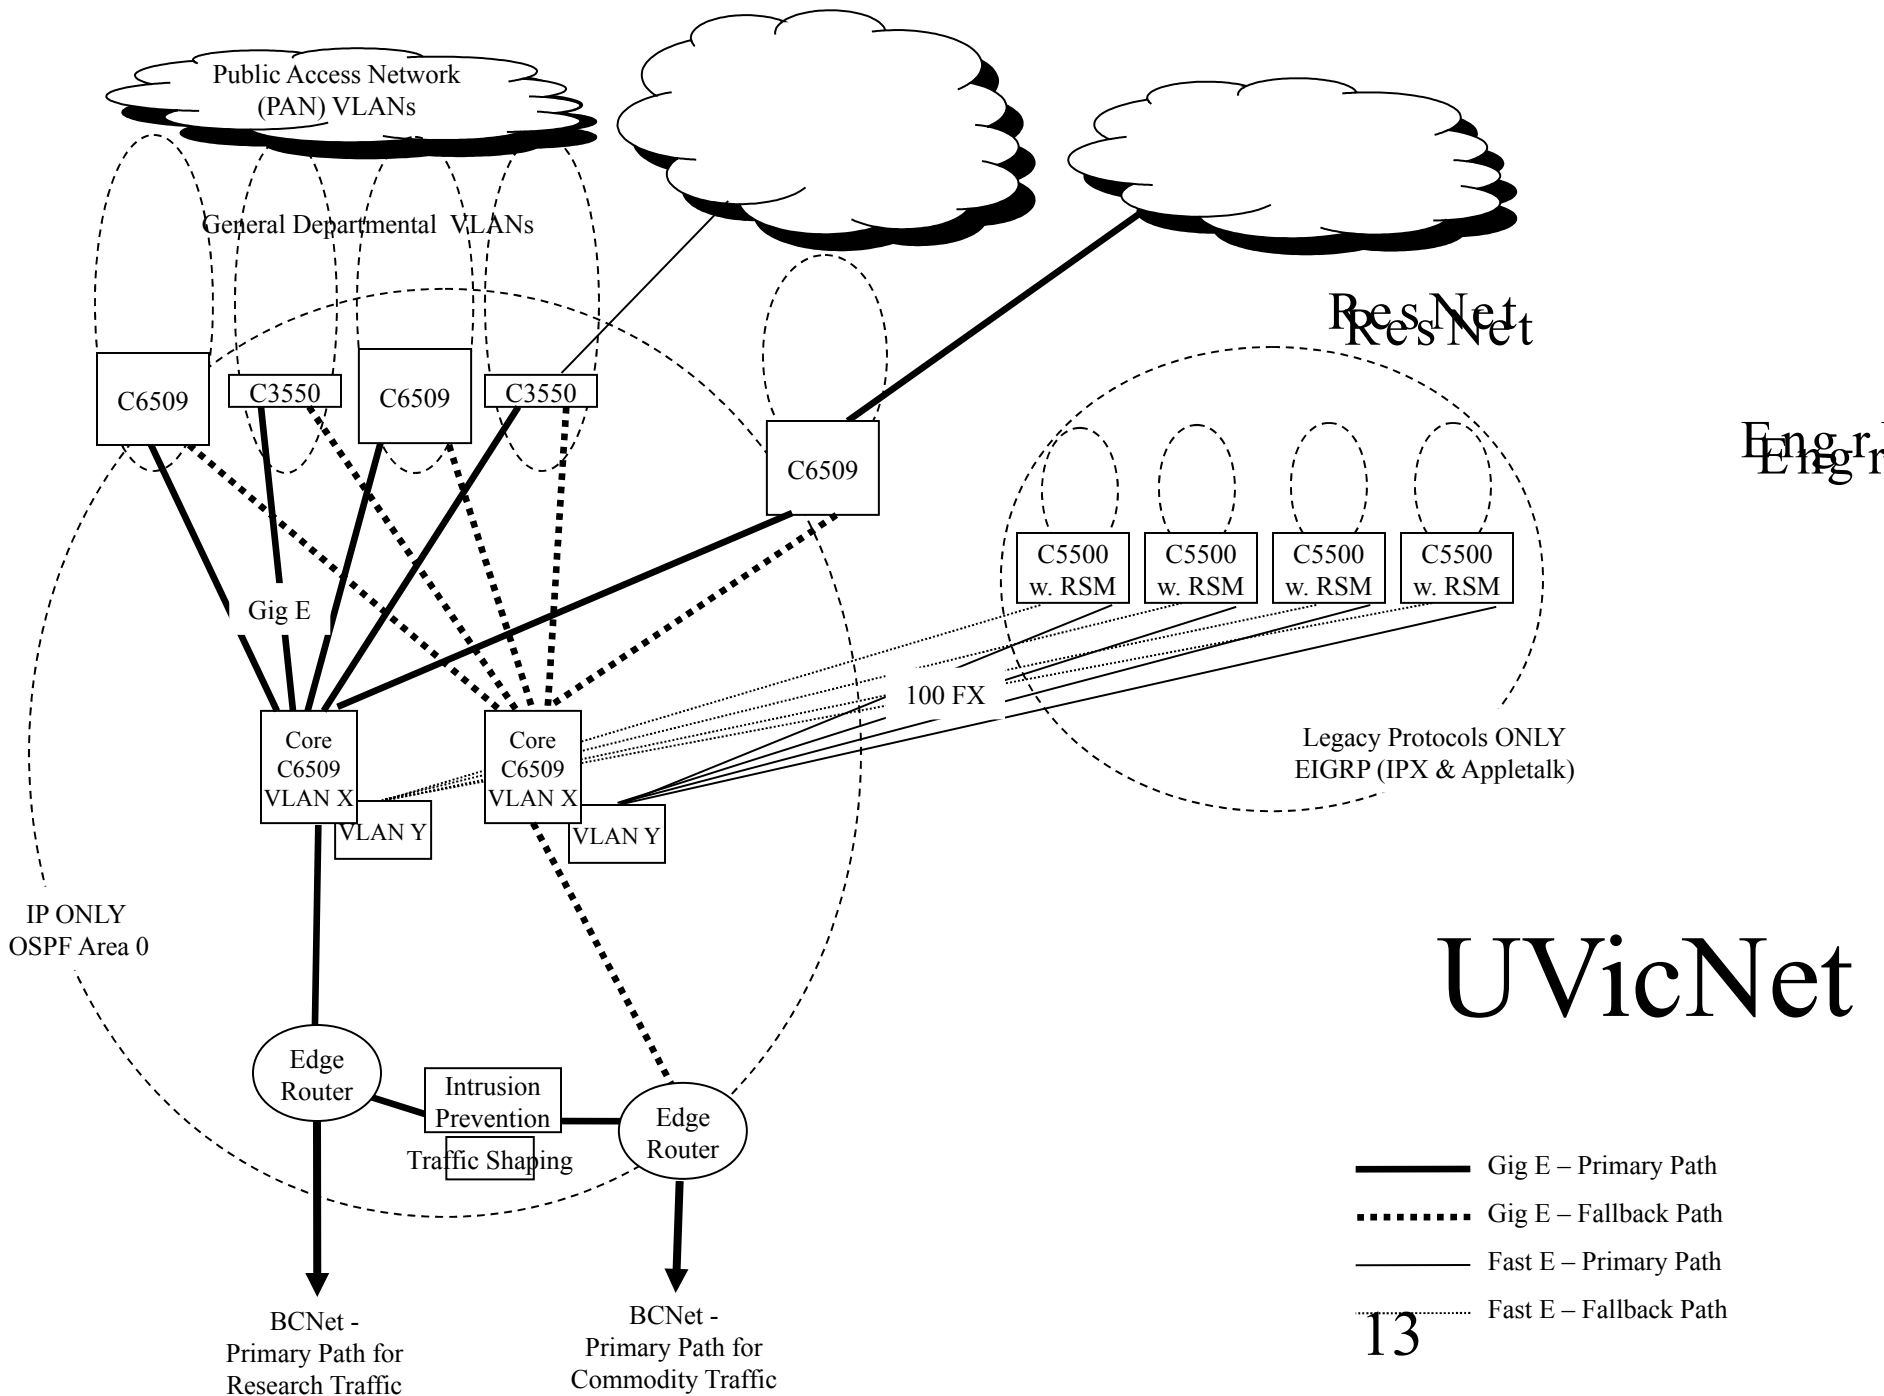 Public Access Network
(PAN) VLANs
General Departmental VLANs
ResNet
ResNet
C6509
C3550
C6509
C3550
C6509
C5500
w. RSM
C5500
w. RSM
C5500
w. RSM
C5500
w. RSM
Gig E
100 FX
Core
C6509
VLAN X
VLAN Y
Core
C6509
VLAN X
VLAN Y
Legacy Protocols ONLY
EIGRP (IPX & Appletalk)
IP ONLY
OSPF Area 0
UVicNet
Edge
Router
Intrusion
Prevention
Traffic Shaping
Edge
Router
BCNet -
Primary Path for
Research Traffic
BCNet -
Primary Path for
Commodity Traffic
Gig E – Primary Path
Gig E – Fallback Path
Fast E – Primary Path
Fast E – Fallback Path
13